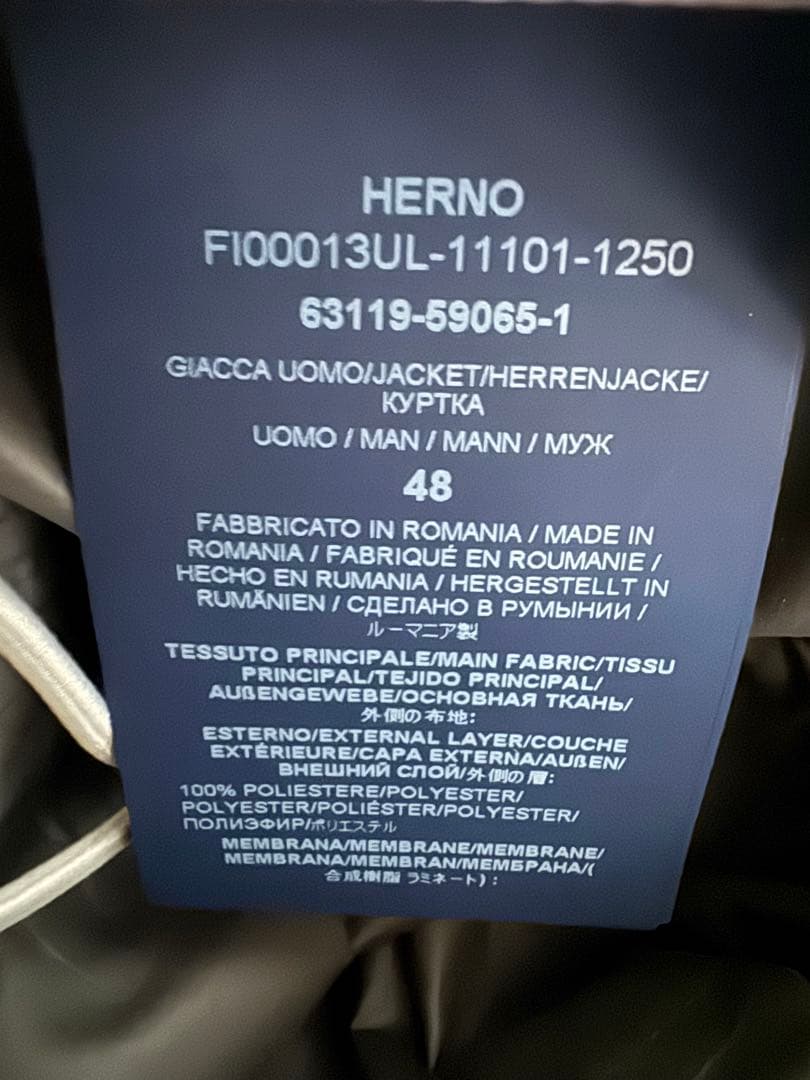 HERNO
FI00013UL-11101-1250
63119-59065-1
GIACCA UOMO/JACKET/HERRENJACKE/
КУРТКА
UOMO / MAN / MANN / МУЖ
48
FABBRICATO IN ROMANIA / MADE IN
ROMANIA / FABRIQUÉ EN ROUMANIE /
HECHO EN RUMANIA / HERGESTELLT IN
RUMÄNIEN / СДЕЛАНО В РУМЫНИИ /
ルーマニア製
TESSUTO PRINCIPALE/MAIN FABRIC/TISSU
PRINCIPAL/TEJIDO PRINCIPAL/
AUßENGEWEBE/ОСНОВНАЯ ТКАНЬ/
外側の布地:
ESTERNO/EXTERNAL LAYER/COUCHE
EXTÉRIEURE/CAPA EXTERNA/AUßEN/
ВНЕШНИЙ СЛОЙ/外側の層:
100% POLIESTERE/POLYESTER/
POLYESTER/POLIÉSTER/POLYESTER/
ПОЛИЭФИР/ポリエステル
MEMBRANA/MEMBRANE/MEMBRANE/
MEMBRANA/MEMBRAN/МЕМБРАНА/(
合成樹脂 ラミネート):